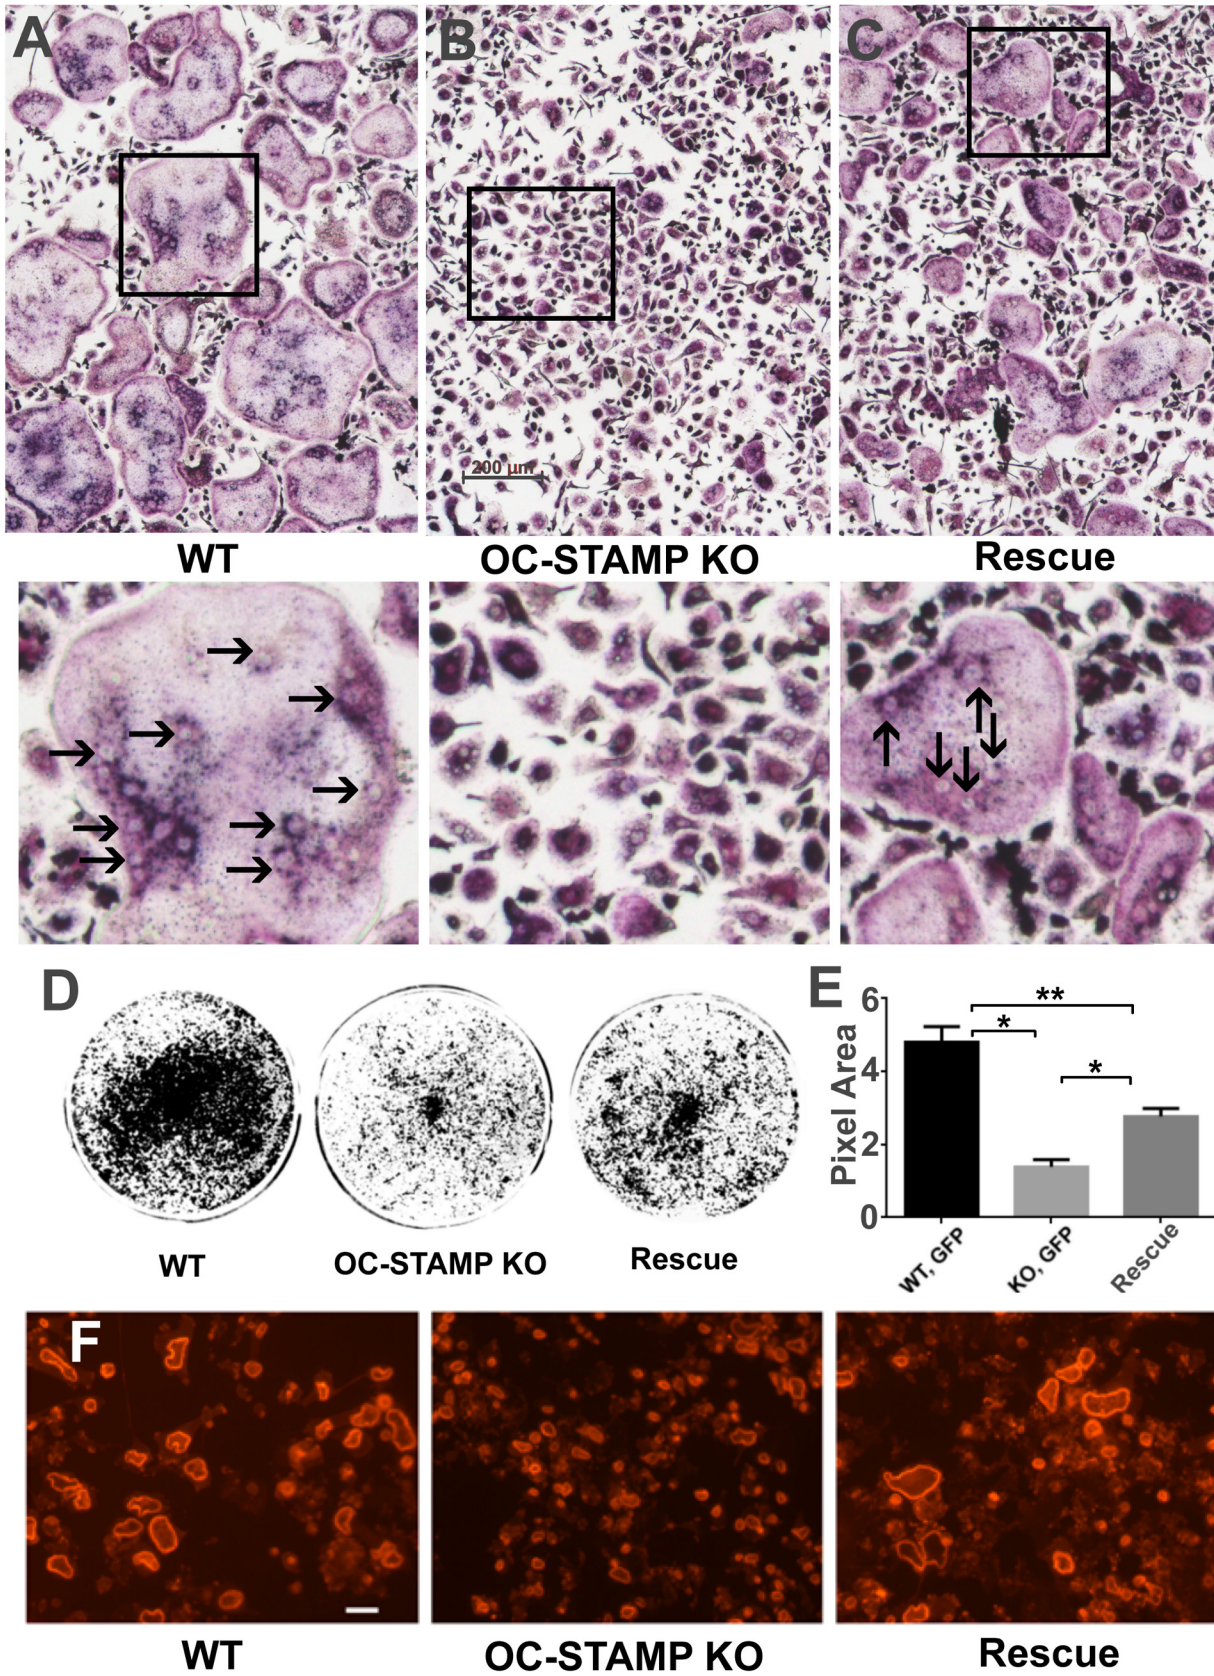 A
B
C
200 µm
WT
OC-STAMP KO
Rescue
D
WT
OC-STAMP KO
Rescue
E
Pixel Area
6
4
2
0
**
*
*
WT, GFP
KO, GFP
Rescue
F
WT
OC-STAMP KO
Rescue